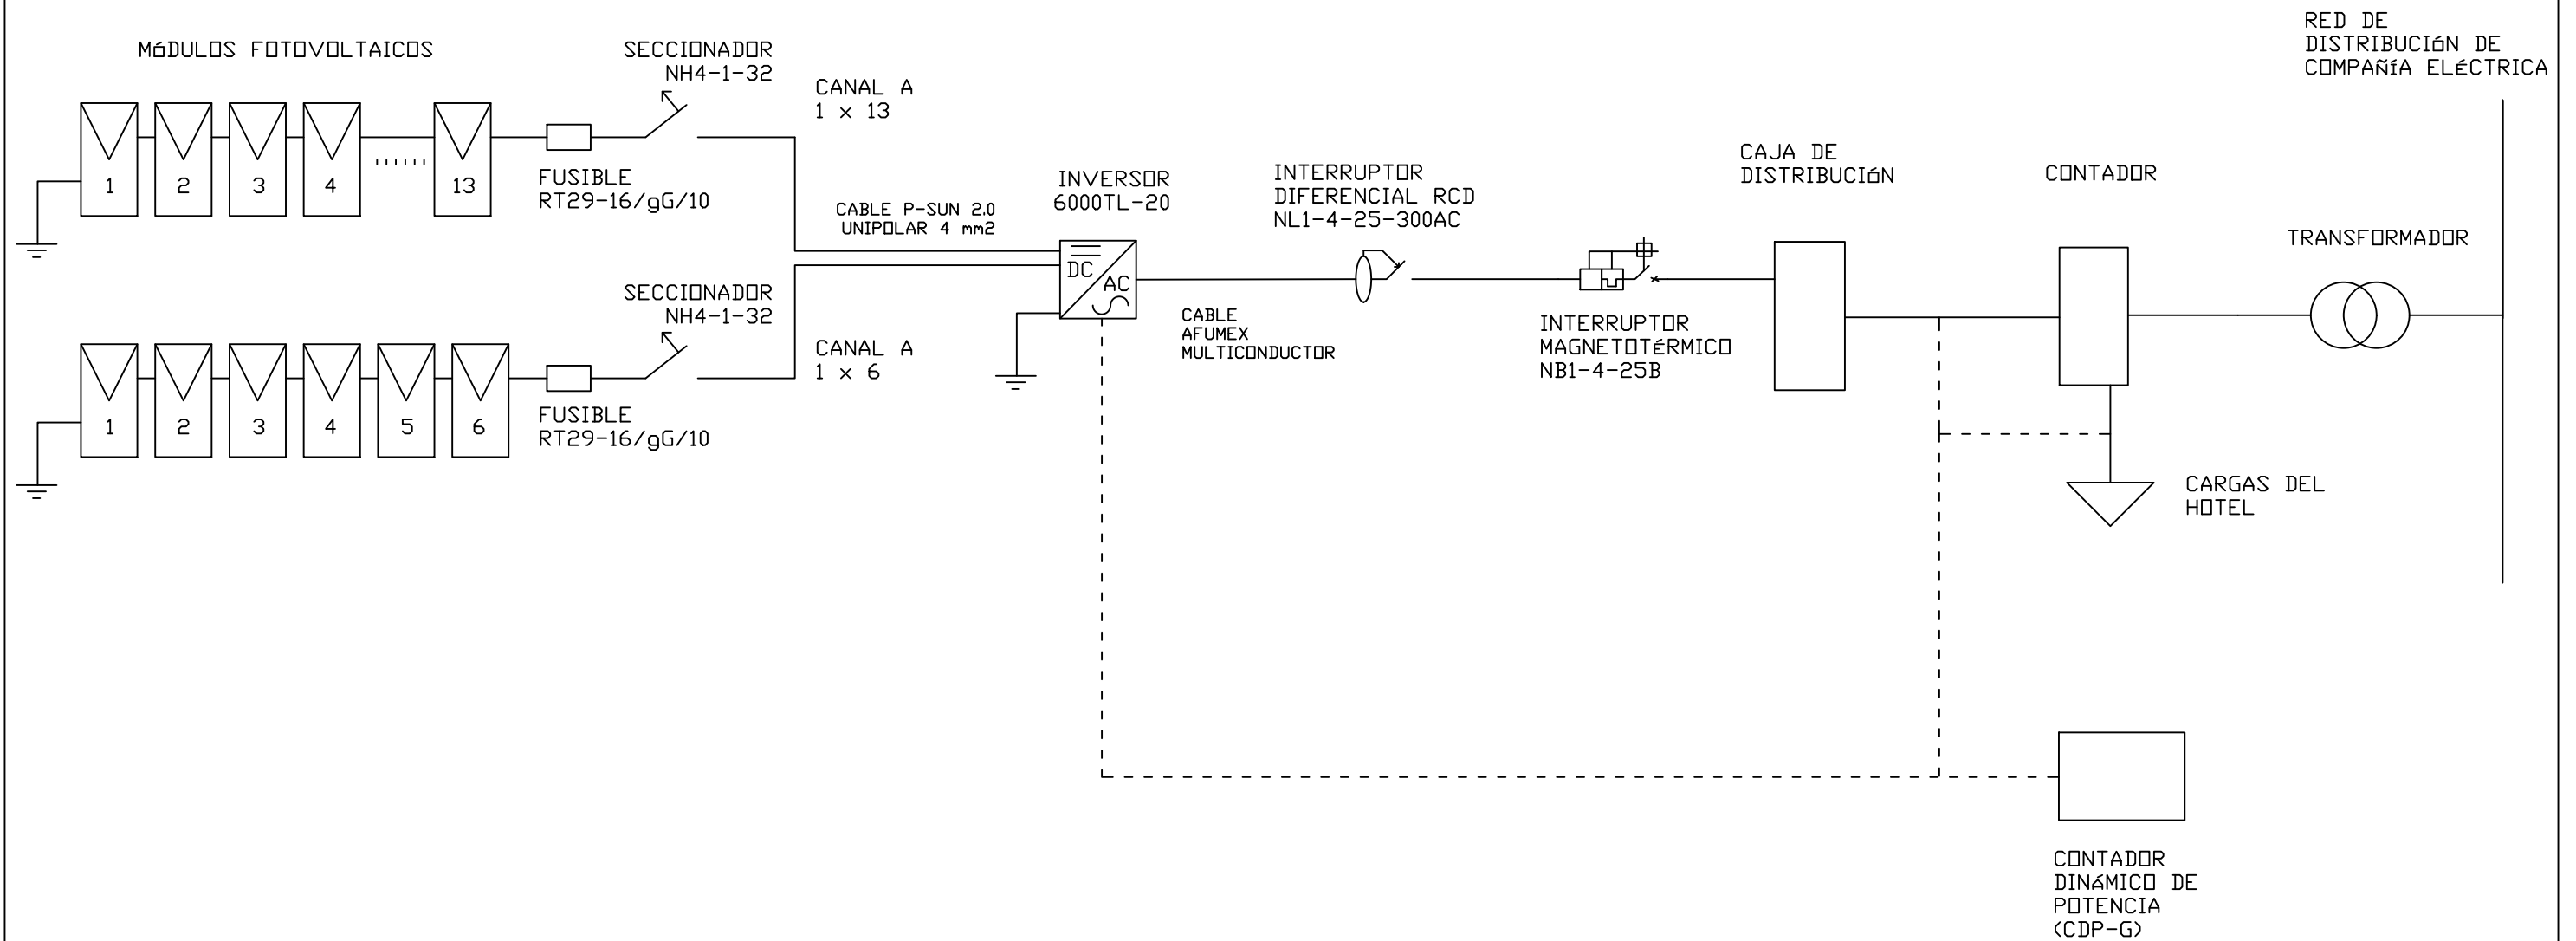 MóDULOS FOTOVOLTAICOS
1
2
3
4
13
FUSIBLE
RT29-16/gG/10
SECCIONADOR
NH4-1-32
CANAL A
1 x 13
1
2
3
4
5
6
FUSIBLE
RT29-16/gG/10
SECCIONADOR
NH4-1-32
CANAL A
1 x 6
CABLE P-SUN 2.0
UNIPOLAR 4 mm2
INVERSOR
6000TL-20
DC
AC
CABLE
AFUMEX
MULTICONDUCTOR
INTERRUPTOR
DIFERENCIAL RCD
NL1-4-25-300AC
INTERRUPTOR
MAGNETOTéRMICO
NB1-4-25B
CAJA DE
DISTRIBUCIóN
CONTADOR
CARGAS DEL
HOTEL
TRANSFORMADOR
RED DE
DISTRIBUCIóN DE
COMPAÑíA ELéCTRICA
CONTADOR
DINáMICO DE
POTENCIA
(CDP-G)